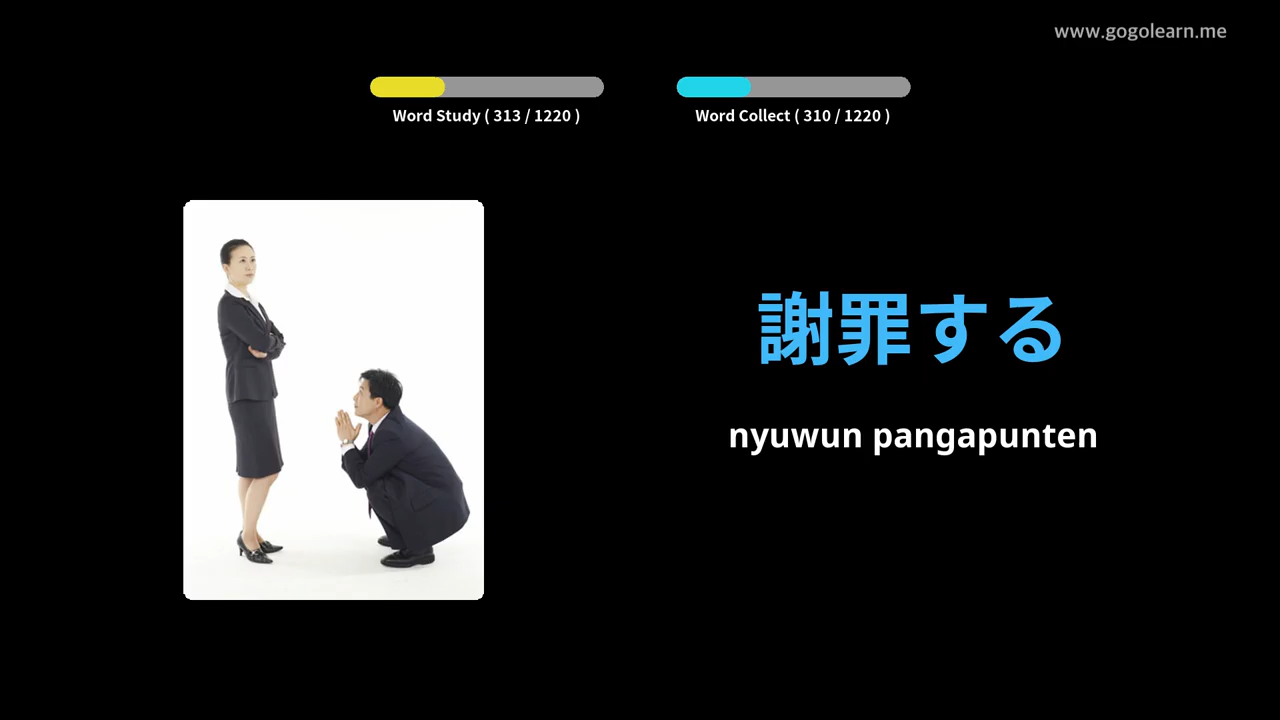 www.gogolearn.me
Word Study ( 313 / 1220 )
Word Collect ( 310 / 1220 )
謝罪する
nyuwun pangapunten